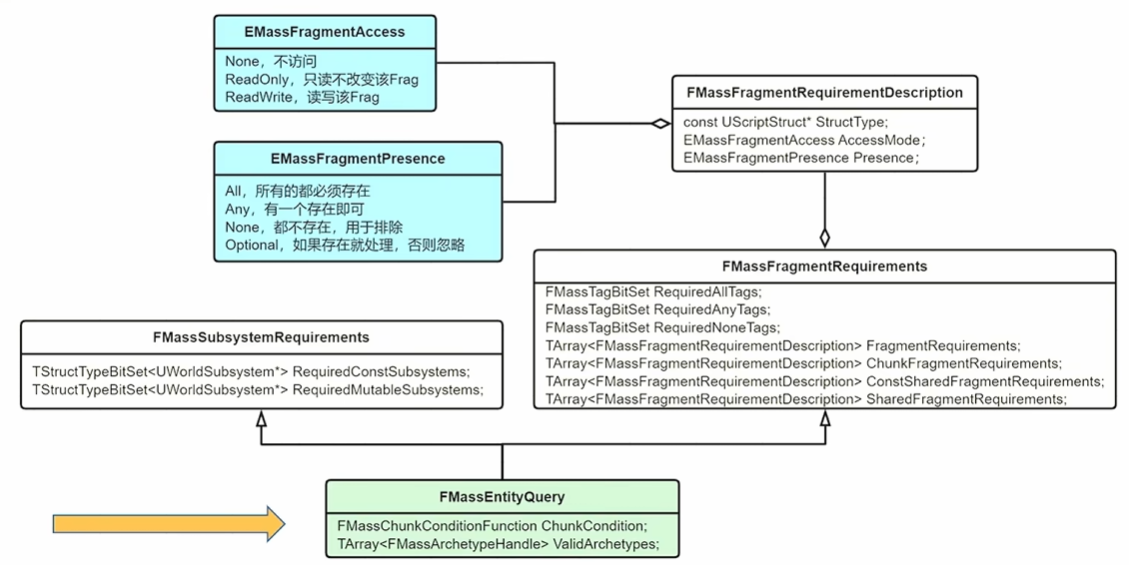 EMassFragmentAccess
None，不访问
ReadOnly，只读不改变该Frag
ReadWrite，读写该Frag
FMassFragmentRequirementDescription
const UScriptStruct* StructType;
EMassFragmentAccess AccessMode;
EMassFragmentPresence Presence;
EMassFragmentPresence
All，所有的都必须存在
Any，有一个存在即可
None，都不存在，用于排除
Optional，如果存在就处理，否则忽略
FMassFragmentRequirements
FMassTagBitSet RequiredAllTags;
FMassTagBitSet RequiredAnyTags;
FMassTagBitSet RequiredNoneTags;
TArray<FMassFragmentRequirementDescription> FragmentRequirements;
TArray<FMassFragmentRequirementDescription> ChunkFragmentRequirements;
TArray<FMassFragmentRequirementDescription> ConstSharedFragmentRequirements;
TArray<FMassFragmentRequirementDescription> SharedFragmentRequirements;
FMassSubsystemRequirements
TStructTypeBitSet<UWorldSubsystem*> RequiredConstSubsystems;
TStructTypeBitSet<UWorldSubsystem*> RequiredMutableSubsystems;
FMassEntityQuery
FMassChunkConditionFunction ChunkCondition;
TArray<FMassArchetypeHandle> ValidArchetypes;